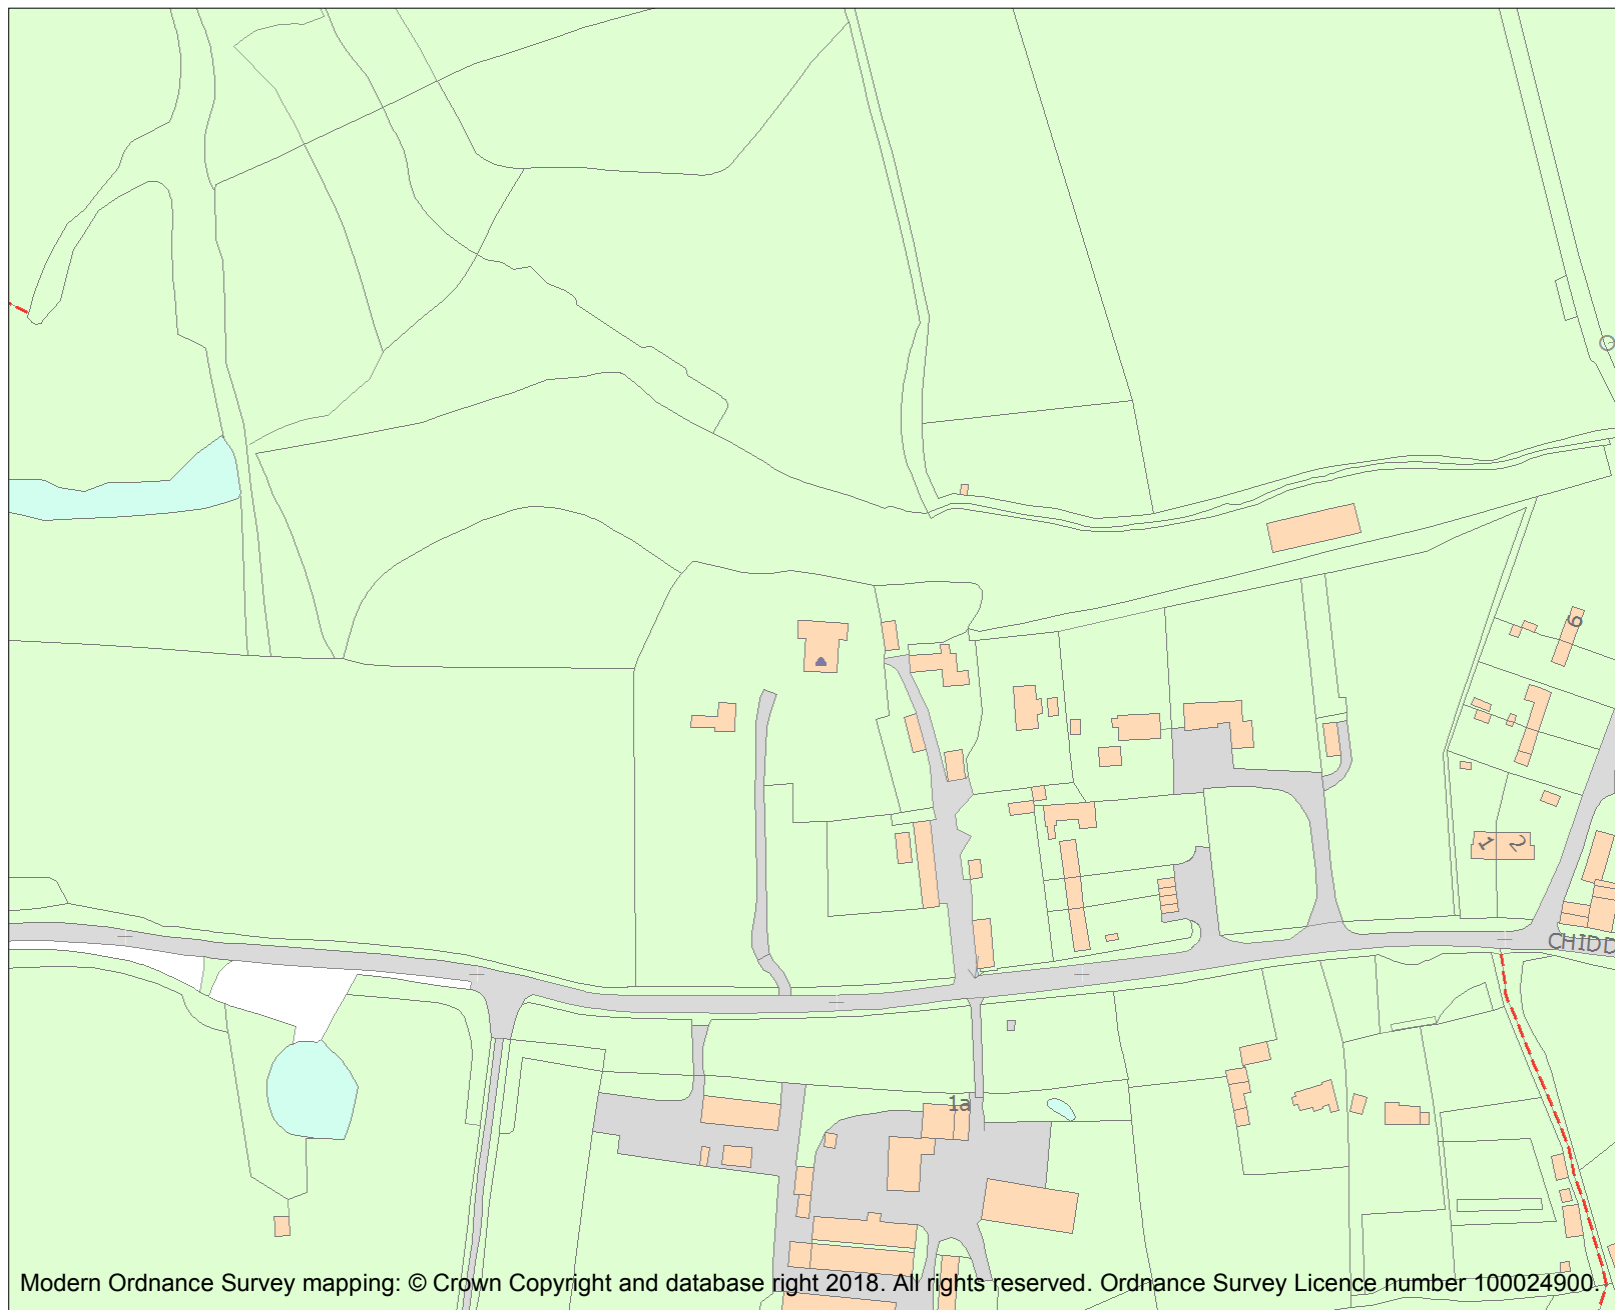 6
1 2
CHIDD
1a
Modern Ordnance Survey mapping: © Crown Copyright and database right 2018. All rights reserved. Ordnance Survey Licence number 100024900.